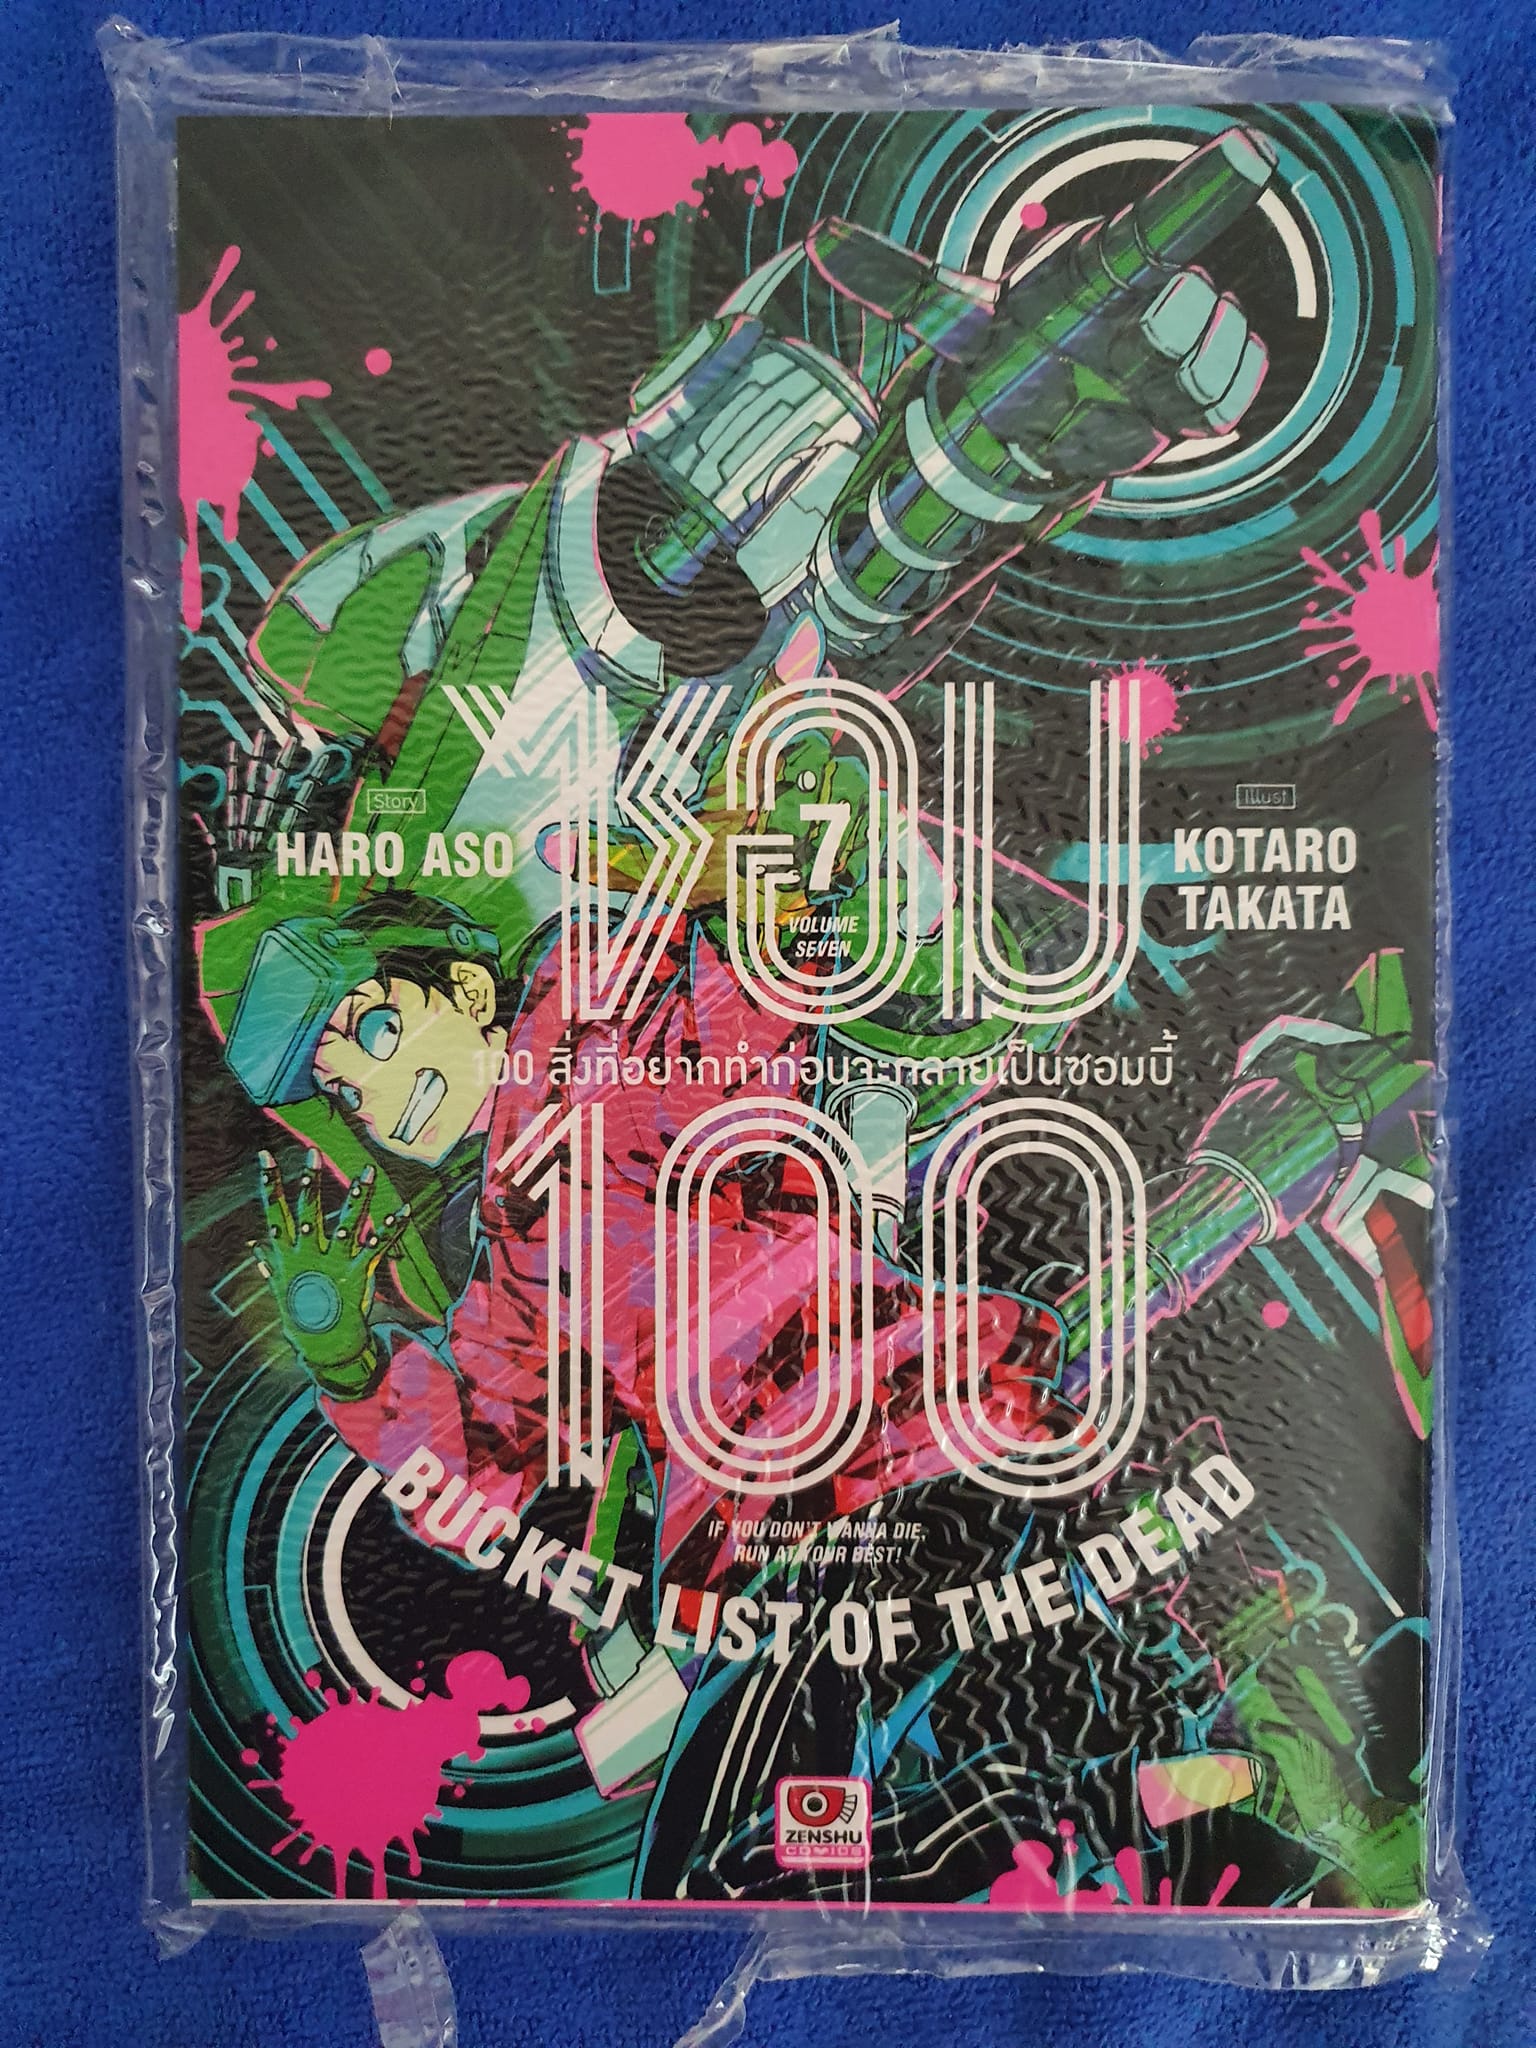 Story
HARO ASO
ซอม
7
VOLUME
SEVEN
Illust
KOTARO
TAKATA
100 สิ่งที่อยากทำก่อนจะกลายเป็นซอมบี้
100
BUCKET LIST OF THE DEAD
IF YOU DON'T WANNA DIE,
RUN AT YOUR BEST!
ZENSHU
COMICS